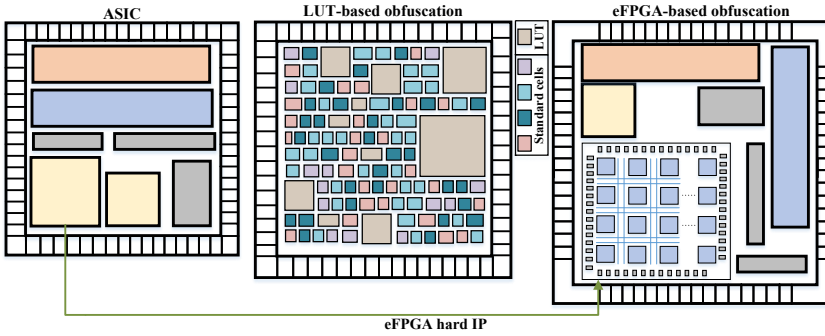 ASIC
LUT-based obfuscation
eFPGA-based obfuscation
LUT
Standard cells
eFPGA hard IP